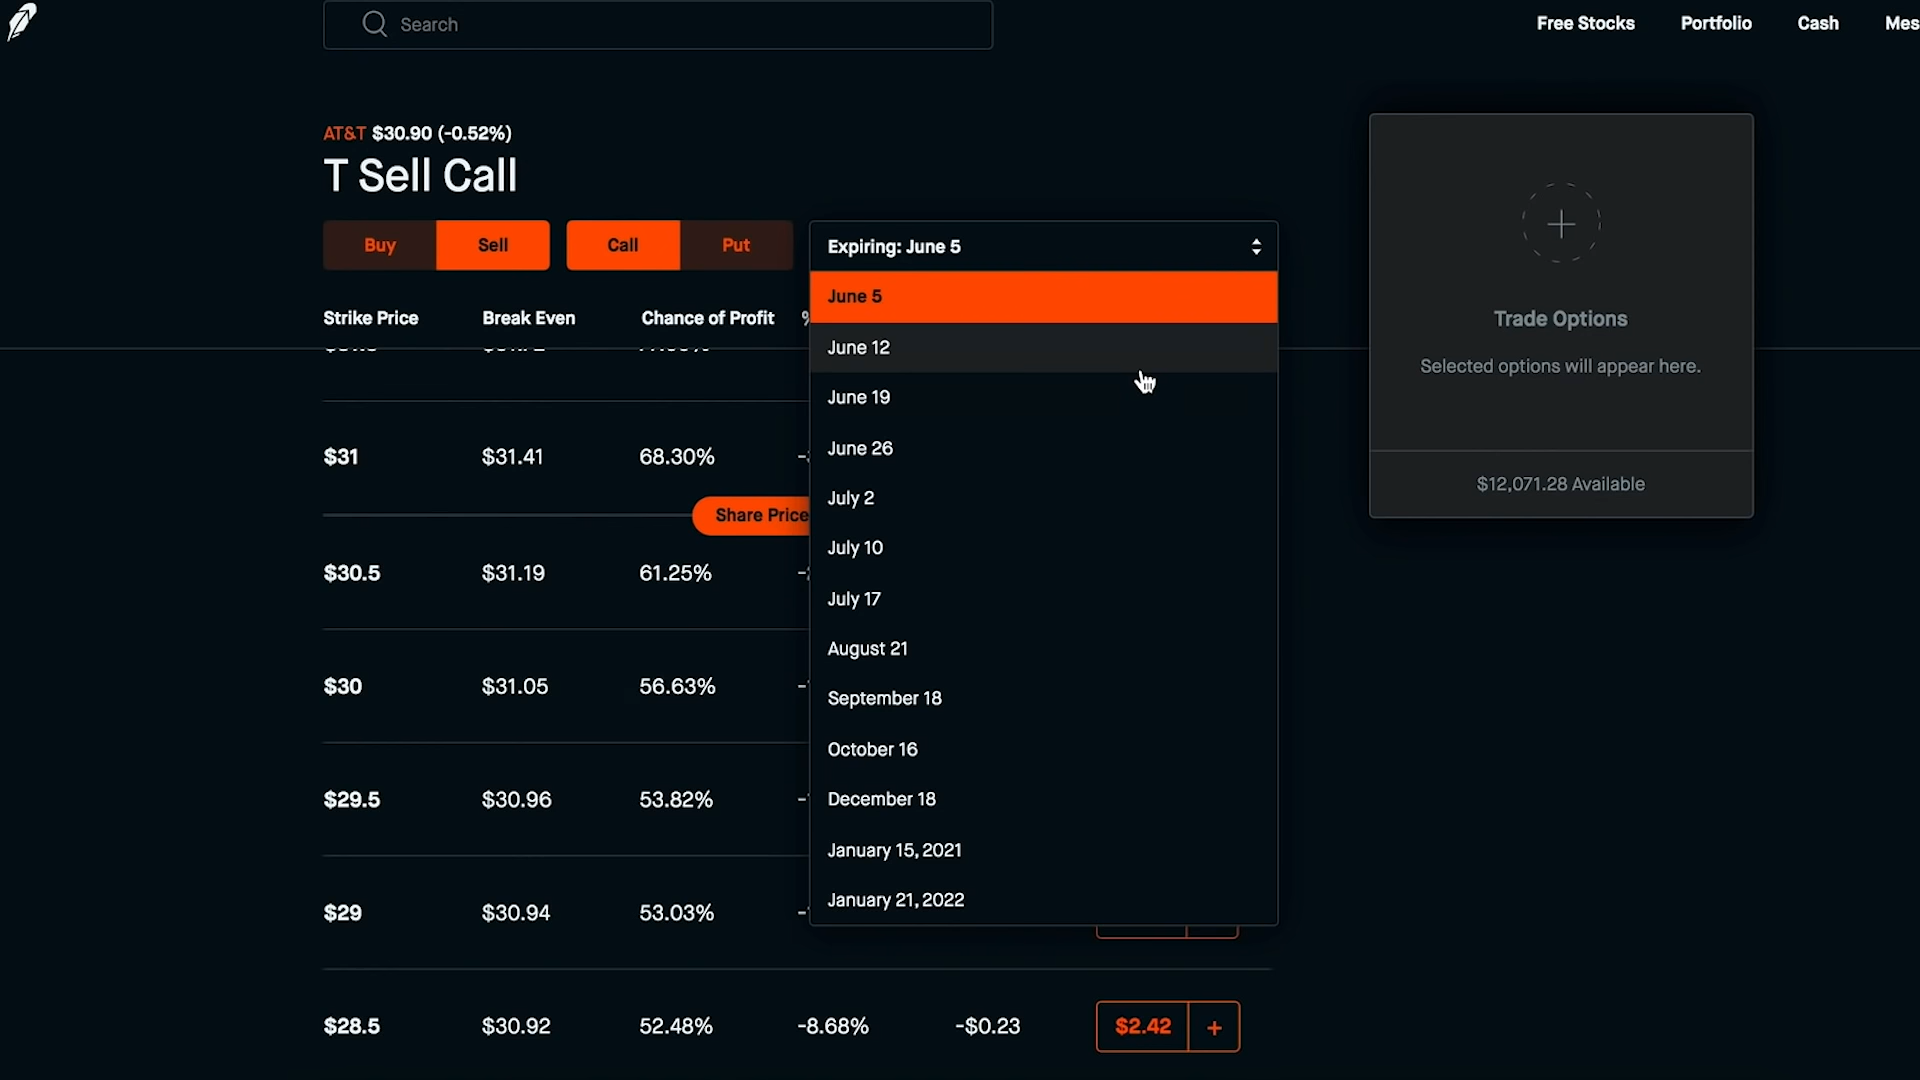 Search
Free Stocks Portfolio Cash Mes
AT&T $30.90 (-0.52%)
T Sell Call
Buy Sell Call Put
Expiring: June 5
Strike Price Break Even Chance of Profit %
June 5
June 12
June 19
June 26
July 2
July 10
July 17
August 21
September 18
October 16
December 18
January 15, 2021
January 21, 2022
$31 $31.41 68.30%
Share Price
$30.5 $31.19 61.25%
$30 $31.05 56.63%
$29.5 $30.96 53.82%
$29 $30.94 53.03%
$28.5 $30.92 52.48% -8.68% -$0.23 $2.42 +
Trade Options
Selected options will appear here.
$12,071.28 Available